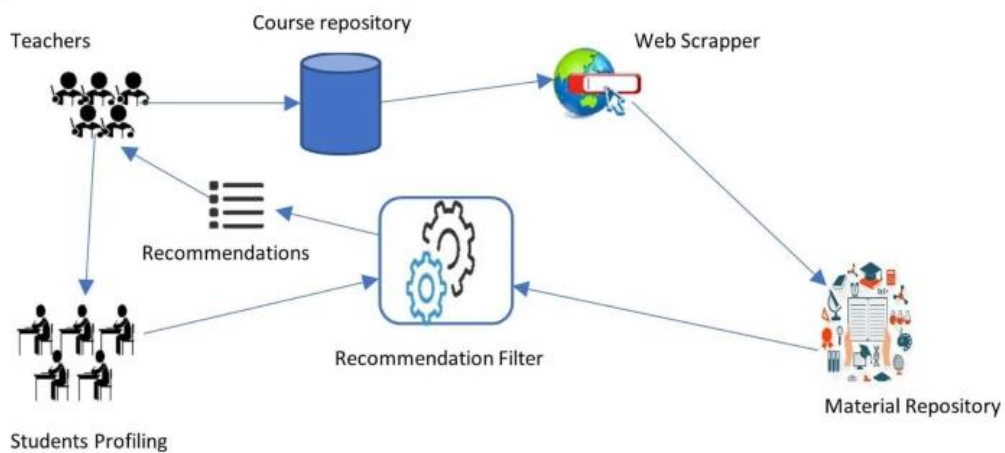 Course repository
Teachers
Web Scrapper
Recommendations
Recommendation Filter
Material Repository
Students Profiling